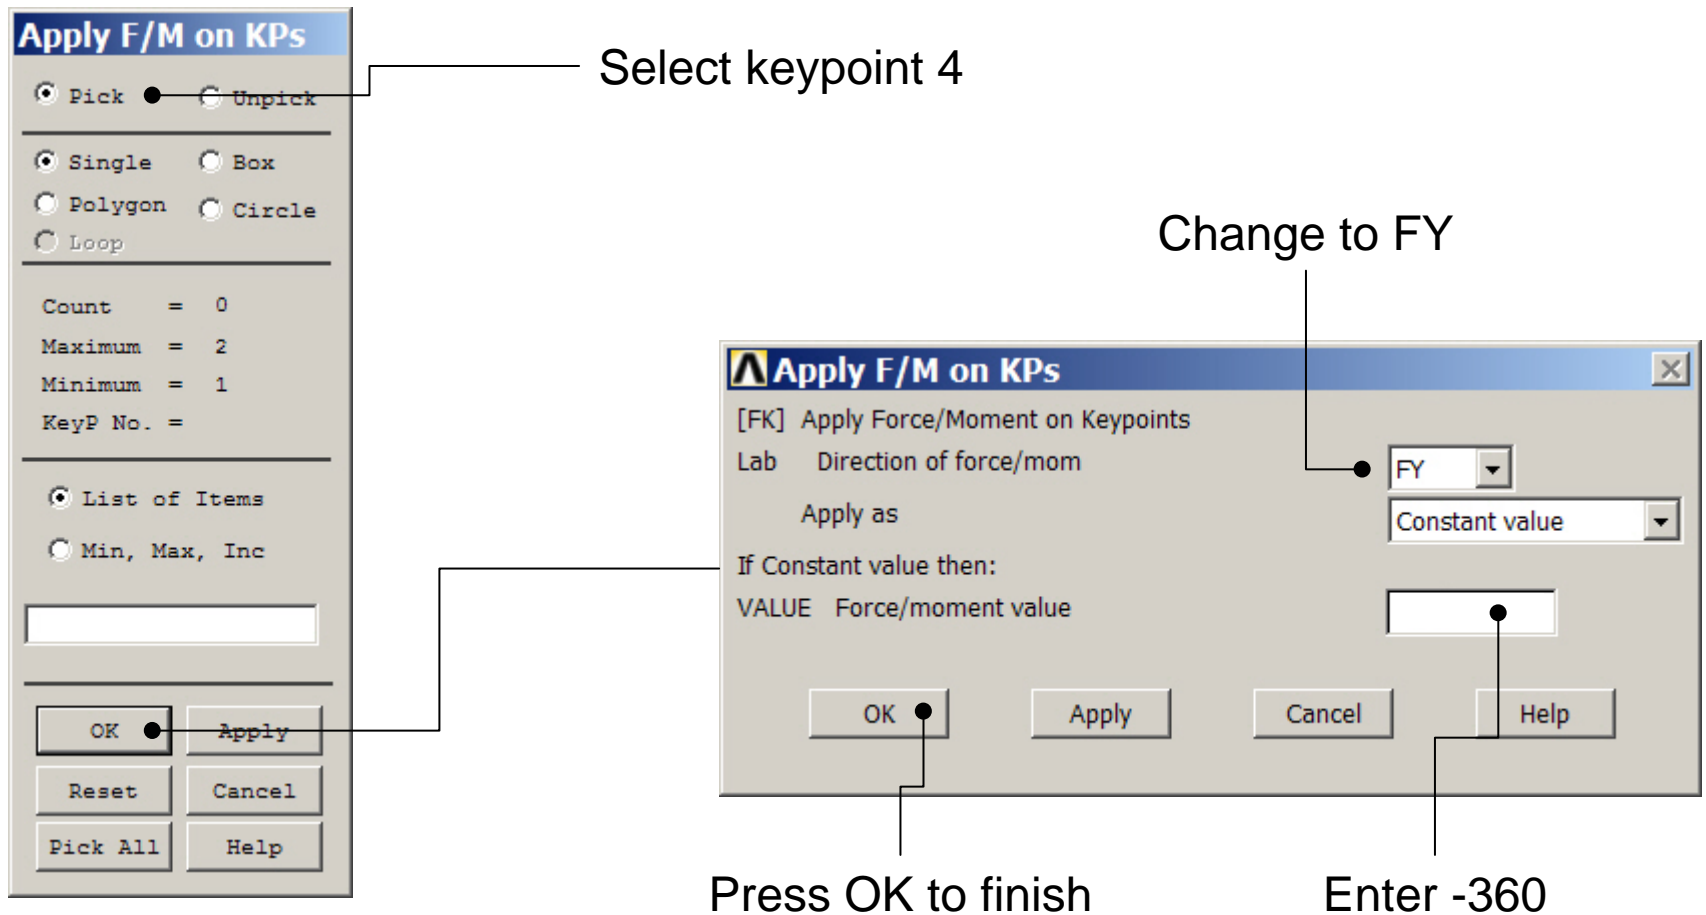 Apply F/M on KPs
Select keypoint 4
Pick Unpick
Single Box
Polygon Circle
Loop
Count = 0
Maximum = 2
Minimum = 1
KeyP No. =
List of Items
Min, Max, Inc
OK Apply
Reset Cancel
Pick All Help
Change to FY
Apply F/M on KPs
[FK] Apply Force/Moment on Keypoints
Lab Direction of force/mom FY
Apply as Constant value
If Constant value then:
VALUE Force/moment value
OK Apply Cancel Help
Press OK to finish
Enter -360